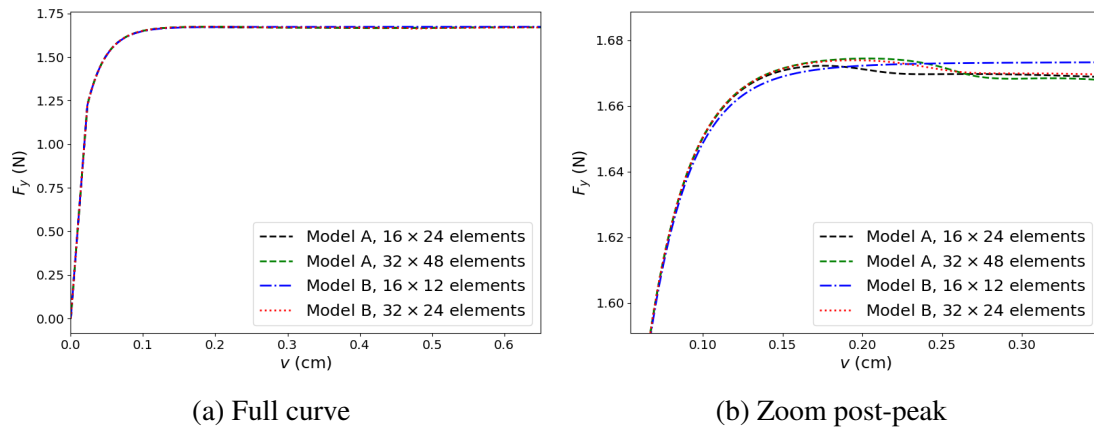 1.75
1.50
1.25
1.00
0.75
0.50
0.25
0.00
F_y (N)
0.0 0.1 0.2 0.3 0.4 0.5 0.6
v (cm)
Model A, 16 × 24 elements
Model A, 32 × 48 elements
Model B, 16 × 12 elements
Model B, 32 × 24 elements
(a) Full curve
1.68
1.66
1.64
1.62
1.60
F_y (N)
0.10 0.15 0.20 0.25 0.30
v (cm)
Model A, 16 × 24 elements
Model A, 32 × 48 elements
Model B, 16 × 12 elements
Model B, 32 × 24 elements
(b) Zoom post-peak